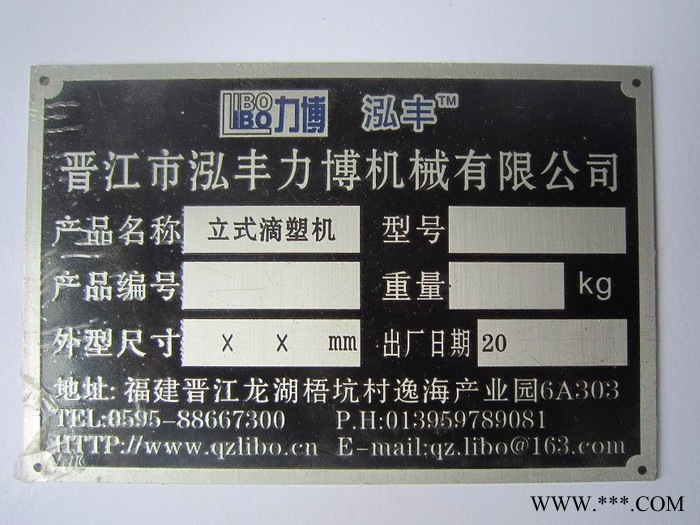 LIBO LIBO 力博 泓丰™
晋江市泓丰力博机械有限公司
产品名称 立式滴塑机 型号
产品编号 重量 kg
外型尺寸 X X mm 出厂日期 20
地址: 福建晋江龙湖梧坑村逸海产业园6A303
TEL:0595-88667300 P.H:013959789081
HTTP://www.qzlibo.cn E-mail:qz.libo@163.com
WWW.***.COM